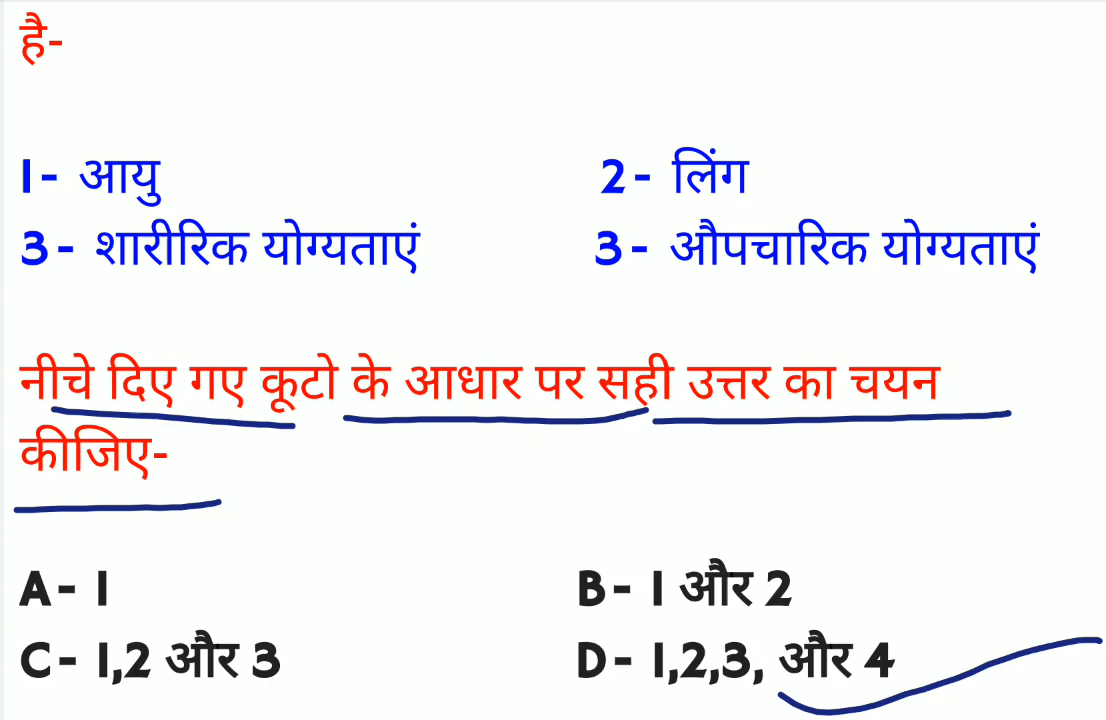 है-
1- आयु 2- लिंग
3- शारीरिक योग्यताएं 3- औपचारिक योग्यताएं
नीचे दिए गए कूटो के आधार पर सही उत्तर का चयन
कीजिए-
A- 1 B- 1 और 2
C- 1,2 और 3 D- 1,2,3, और 4